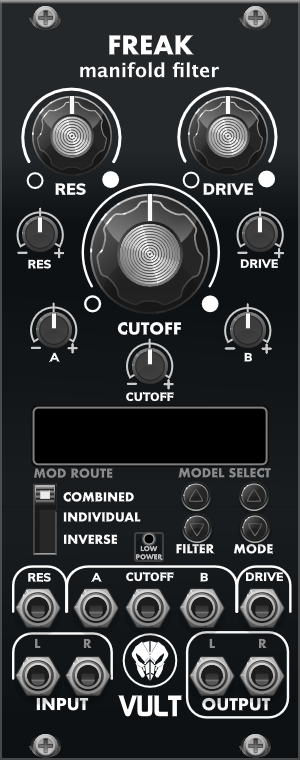 FREAK
manifold filter
RES DRIVE
- + - +
RES DRIVE
CUTOFF
- + - +
A B
- +
CUTOFF
MOD ROUTE MODEL SELECT
COMBINED
INDIVIDUAL
INVERSE
LOW
POWER
FILTER MODE
RES A CUTOFF B DRIVE
L R L R
INPUT VULT OUTPUT